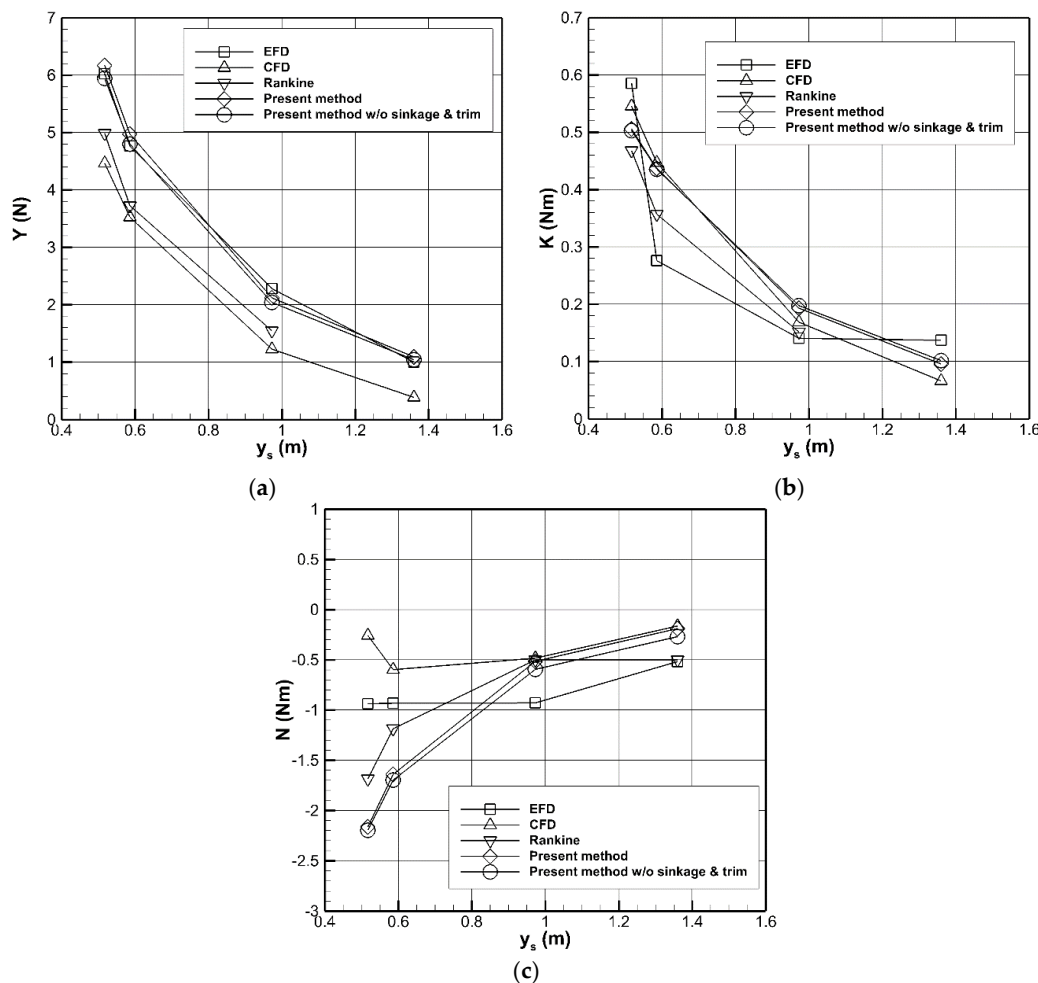 7
6
5
4
3
2
1
0
Y (N)
EFD
CFD
Rankine
Present method
Present method w/o sinkage & trim
0.4 0.6 0.8 1 1.2 1.4 1.6
y_s (m)
(a)
0.7
0.6
0.5
0.4
0.3
0.2
0.1
0
K (Nm)
EFD
CFD
Rankine
Present method
Present method w/o sinkage & trim
0.4 0.6 0.8 1 1.2 1.4 1.6
y_s (m)
(b)
1
0.5
0
-0.5
-1
-1.5
-2
-2.5
-3
N (Nm)
EFD
CFD
Rankine
Present method
Present method w/o sinkage & trim
0.4 0.6 0.8 1 1.2 1.4 1.6
y_s (m)
(c)